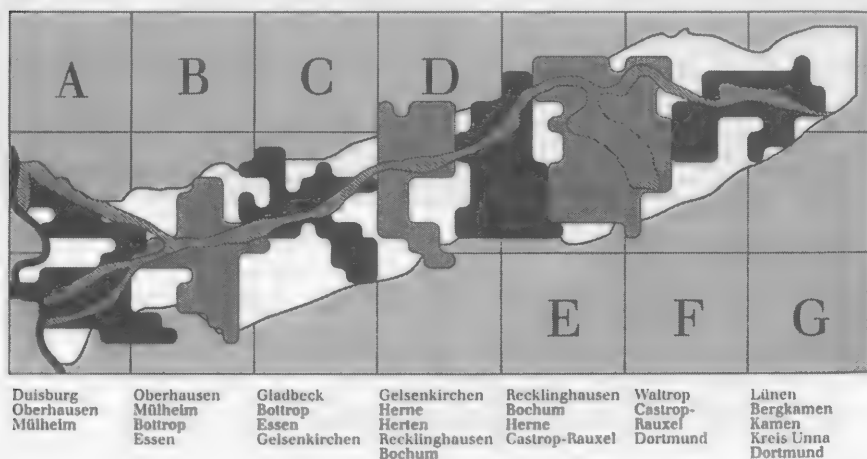 A
B
C
D
E
F
G
Duisburg
Oberhausen
Mülheim
Oberhausen
Mülheim
Bottrop
Essen
Gladbeck
Bottrop
Essen
Gelsenkirchen
Gelsenkirchen
Herne
Herten
Recklinghausen
Bochum
Recklinghausen
Bochum
Herne
Castrop-Rauxel
Waltrop
Castrop-
Rauxel
Dortmund
Lünen
Bergkamen
Kamen
Kreis Unna
Dortmund